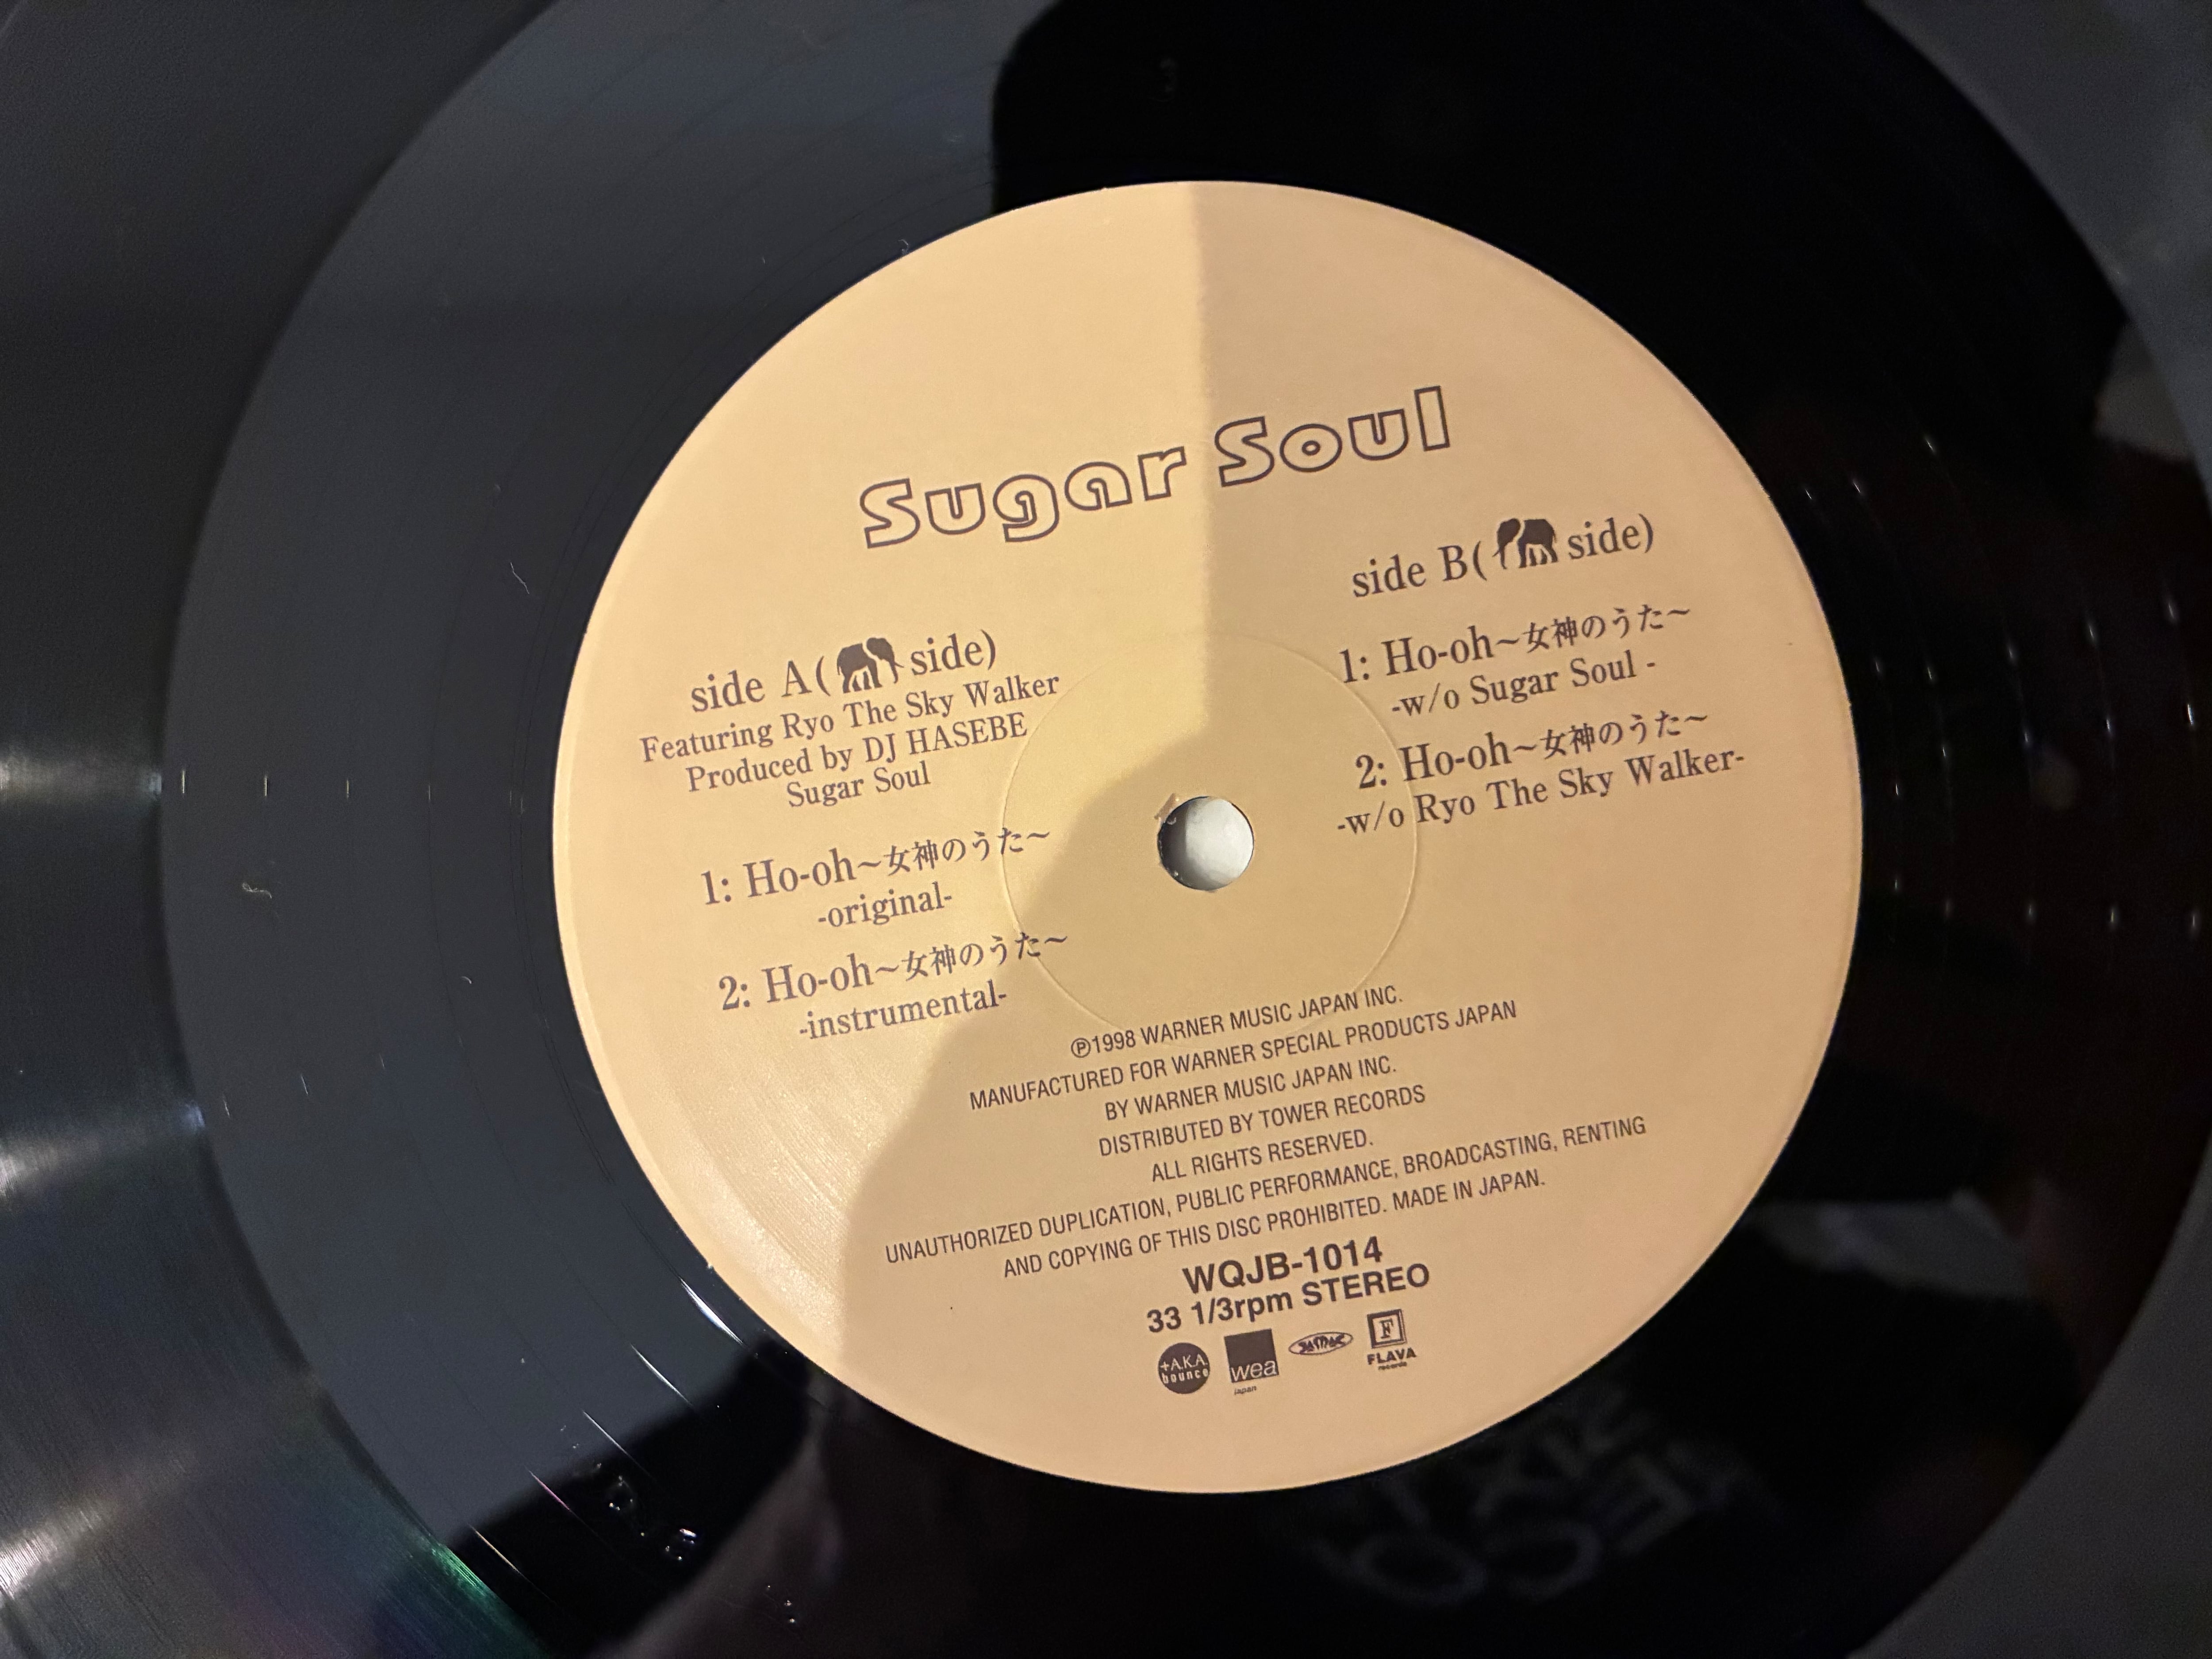 Sugar Soul
side A( side)
Featuring Ryo The Sky Walker
Produced by DJ HASEBE
Sugar Soul
1: Ho-oh～女神のうた～
-original-
2: Ho-oh～女神のうた～
-instrumental-
side B( side)
1: Ho-oh～女神のうた～
-w/o Sugar Soul -
2: Ho-oh～女神のうた～
-w/o Ryo The Sky Walker-
℗1998 WARNER MUSIC JAPAN INC.
MANUFACTURED FOR WARNER SPECIAL PRODUCTS JAPAN
BY WARNER MUSIC JAPAN INC.
DISTRIBUTED BY TOWER RECORDS
ALL RIGHTS RESERVED.
UNAUTHORIZED DUPLICATION, PUBLIC PERFORMANCE, BROADCASTING, RENTING
AND COPYING OF THIS DISC PROHIBITED. MADE IN JAPAN.
WQJB-1014
33 1/3rpm STEREO
+A.K.A.
bounce
wea
japan
F
FLAVA
records